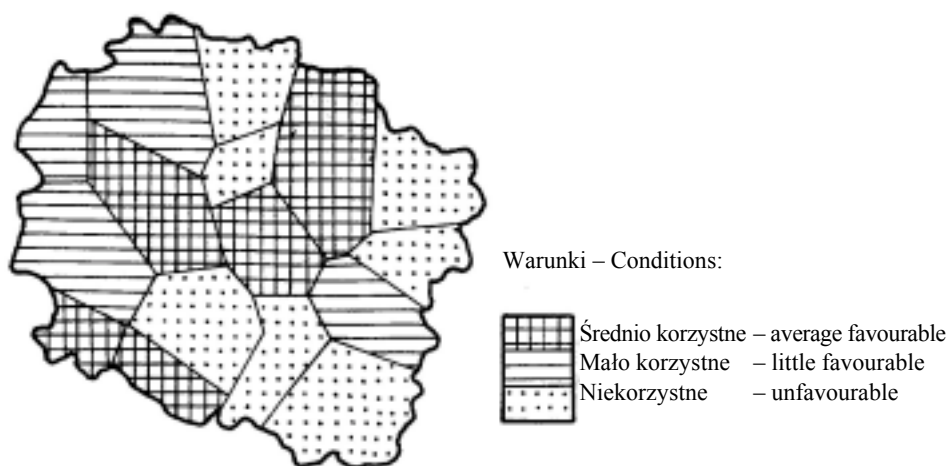 Warunki – Conditions:
Średnio korzystne – average favourable
Mało korzystne – little favourable
Niekorzystne – unfavourable